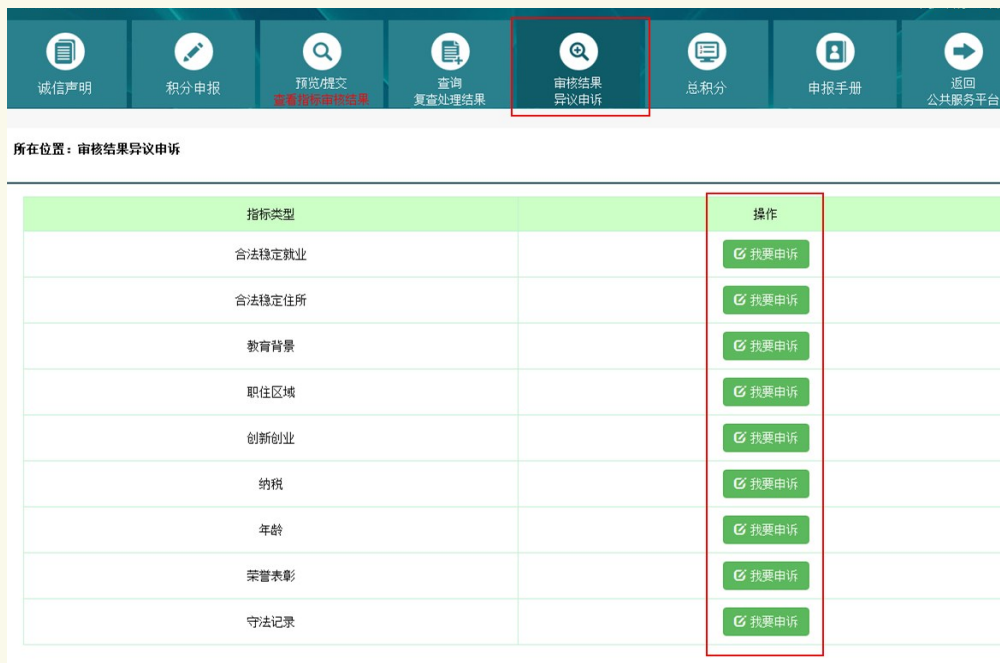 诚信声明
积分申报
预览/提交
查看指标审核结果
查询
复查处理结果
审核结果
异议申诉
总积分
申报手册
返回
公共服务平台
所在位置：审核结果异议申诉
指标类型 操作
合法稳定就业 我要申诉
合法稳定住所 我要申诉
教育背景 我要申诉
职住区域 我要申诉
创新创业 我要申诉
纳税 我要申诉
年龄 我要申诉
荣誉表彰 我要申诉
守法记录 我要申诉